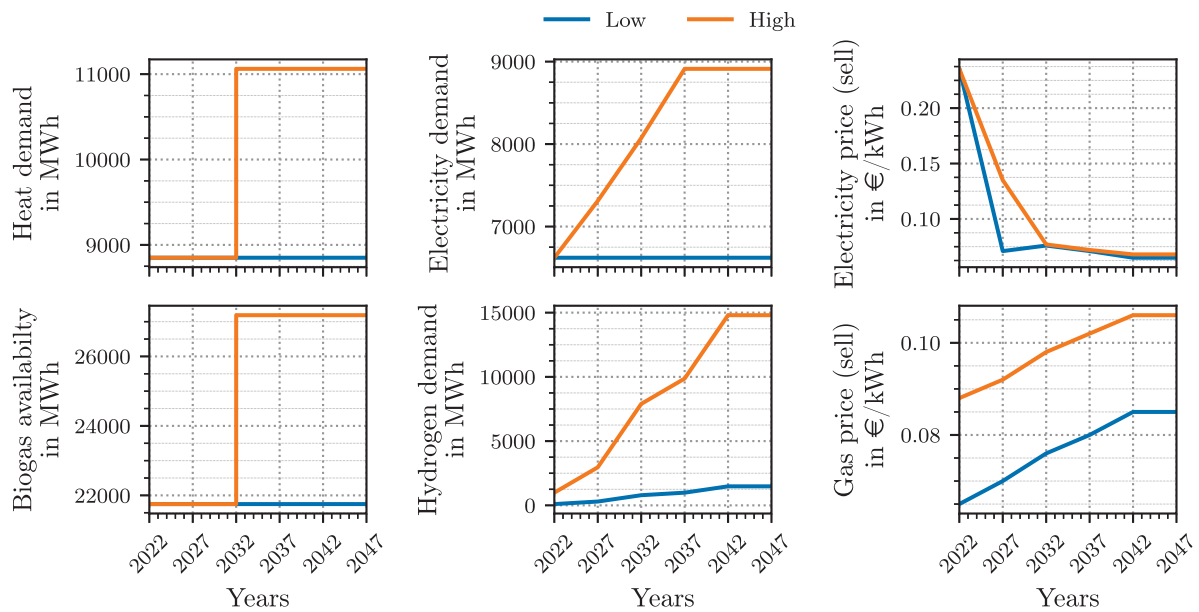 Low High
Heat demand
in MWh
11000
10000
9000
Electricity demand
in MWh
9000
8000
7000
Electricity price (sell)
in €/kWh
0.20
0.15
0.10
Biogas availabilty
in MWh
26000
24000
22000
2022 2027 2032 2037 2042 2047
Years
Hydrogen demand
in MWh
15000
10000
5000
0
2022 2027 2032 2037 2042 2047
Years
Gas price (sell)
in €/kWh
0.10
0.08
2022 2027 2032 2037 2042 2047
Years